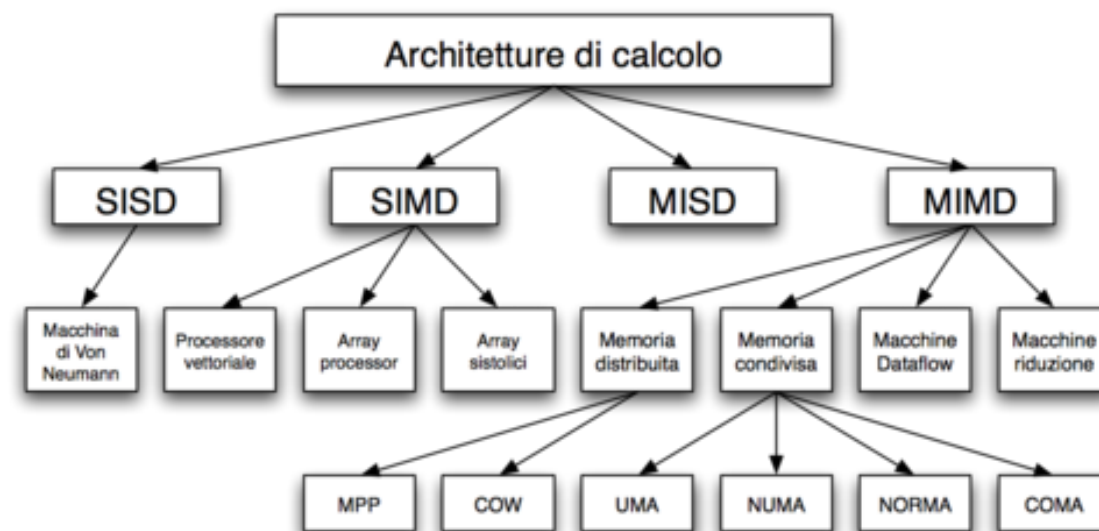 Architetture di calcolo
SISD
SIMD
MISD
MIMD
Macchina
di Von
Neumann
Processore
vettoriale
Array
processor
Array
sistolici
Memoria
distribuita
Memoria
condivisa
Macchine
Dataflow
Macchine
riduzione
MPP
COW
UMA
NUMA
NORMA
COMA